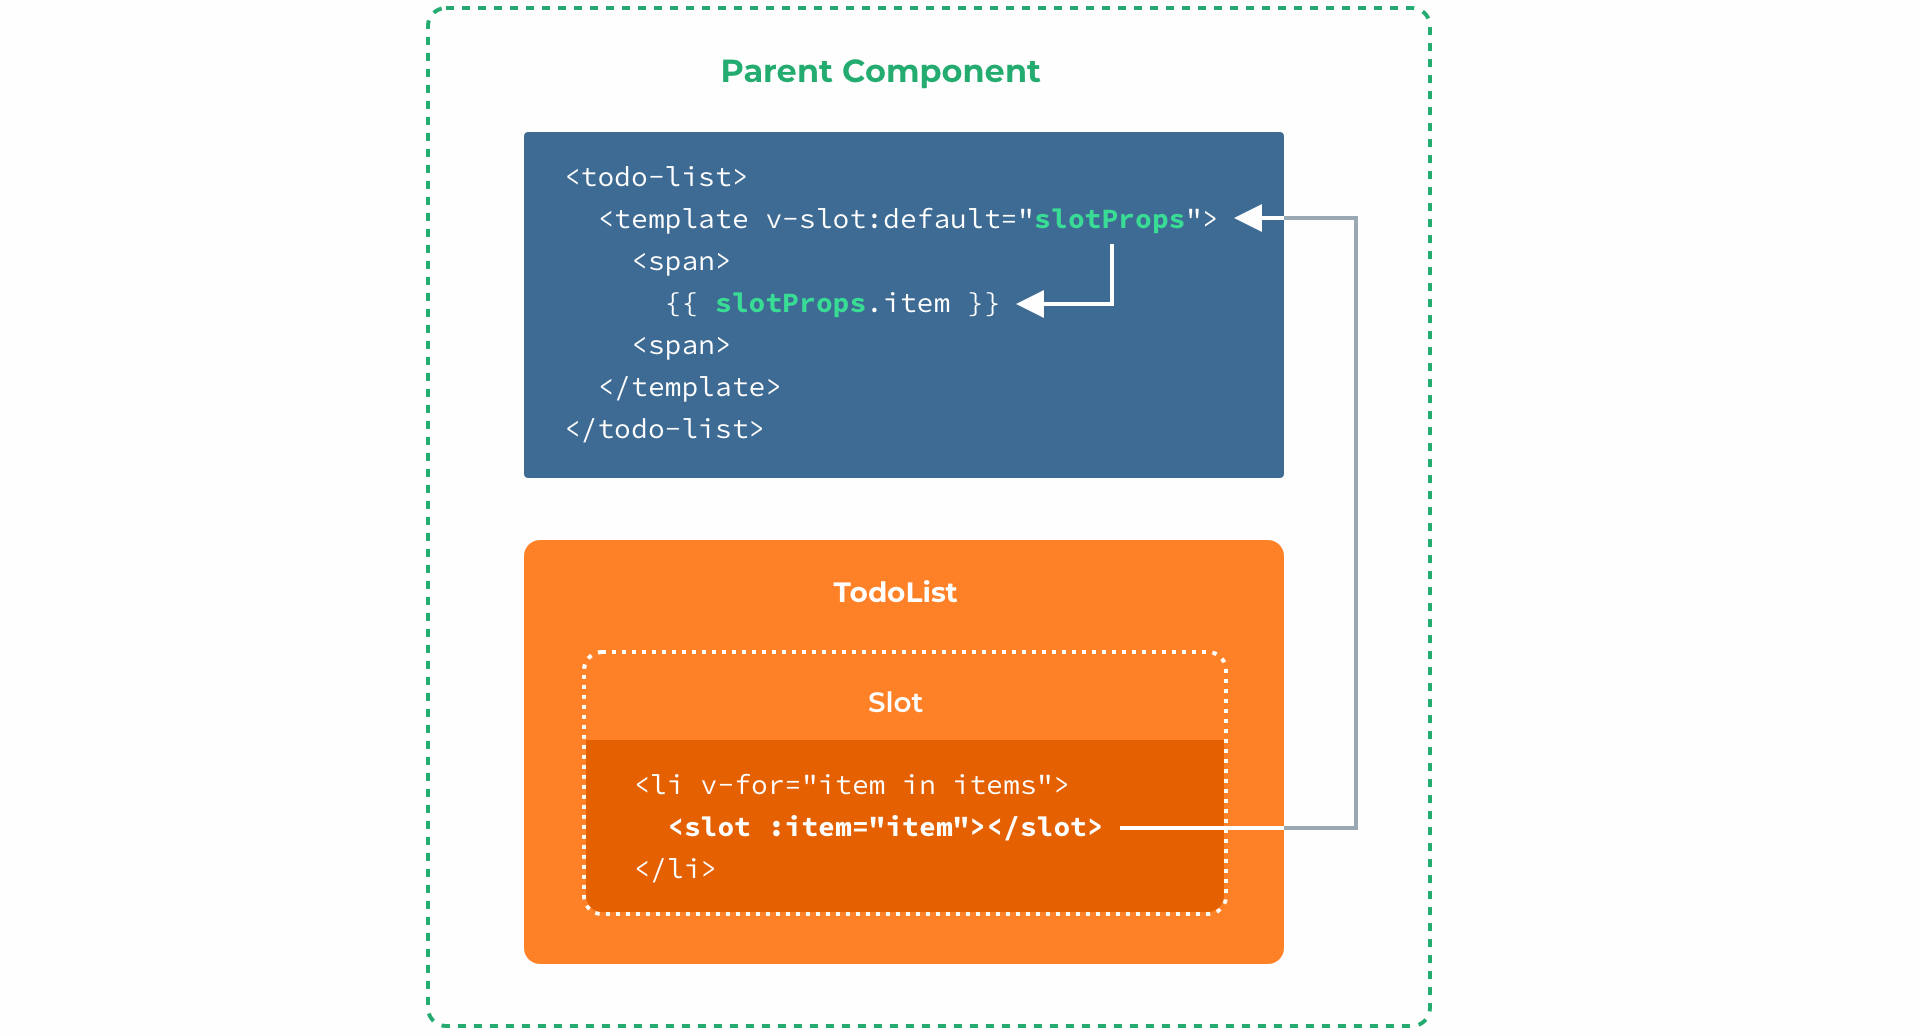 Parent Component
<todo-list>
<template v-slot:default="slotProps">
<span>
{{ slotProps.item }}
<span>
</template>
</todo-list>
TodoList
Slot
<li v-for="item in items">
<slot :item="item"></slot>
</li>